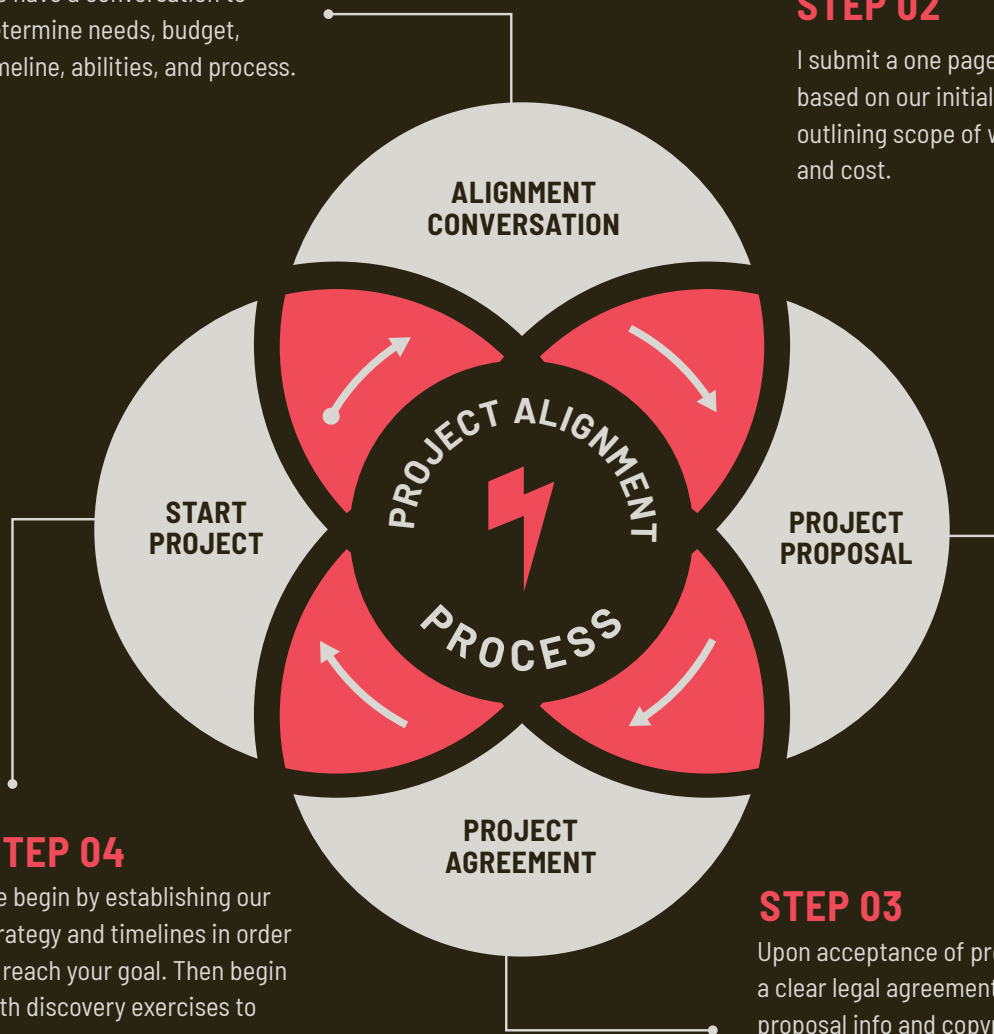 determine needs, budget,
timeline, abilities, and process.
STEP 02
I submit a one page
based on our initial
outlining scope of
and cost.
ALIGNMENT
CONVERSATION
START
PROJECT
PROJECT ALIGNMENT
PROCESS
PROJECT
PROPOSAL
PROJECT
AGREEMENT
TEP 04
e begin by establishing our
rategy and timelines in order
reach your goal. Then begin
th discovery exercises to
STEP 03
Upon acceptance of pr
a clear legal agreement
proposal info and copy